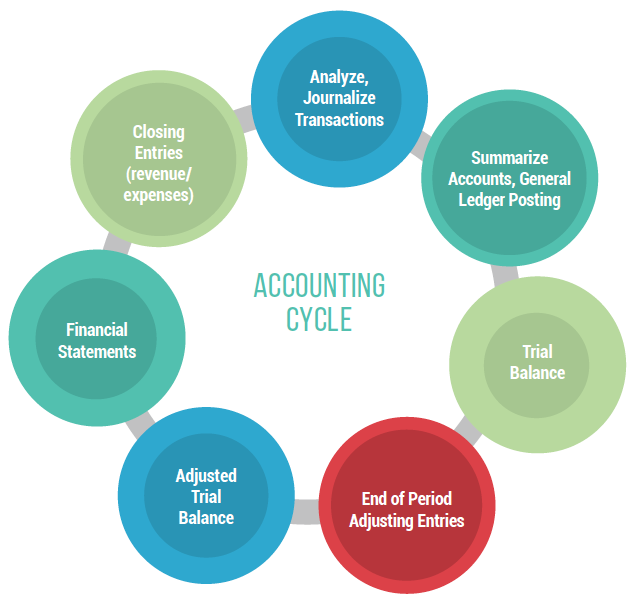 Analyze,
Journalize
Transactions
Summarize
Accounts, General
Ledger Posting
Trial
Balance
End of Period
Adjusting Entries
Adjusted
Trial
Balance
Financial
Statements
Closing
Entries
(revenue/
expenses)
ACCOUNTING
CYCLE